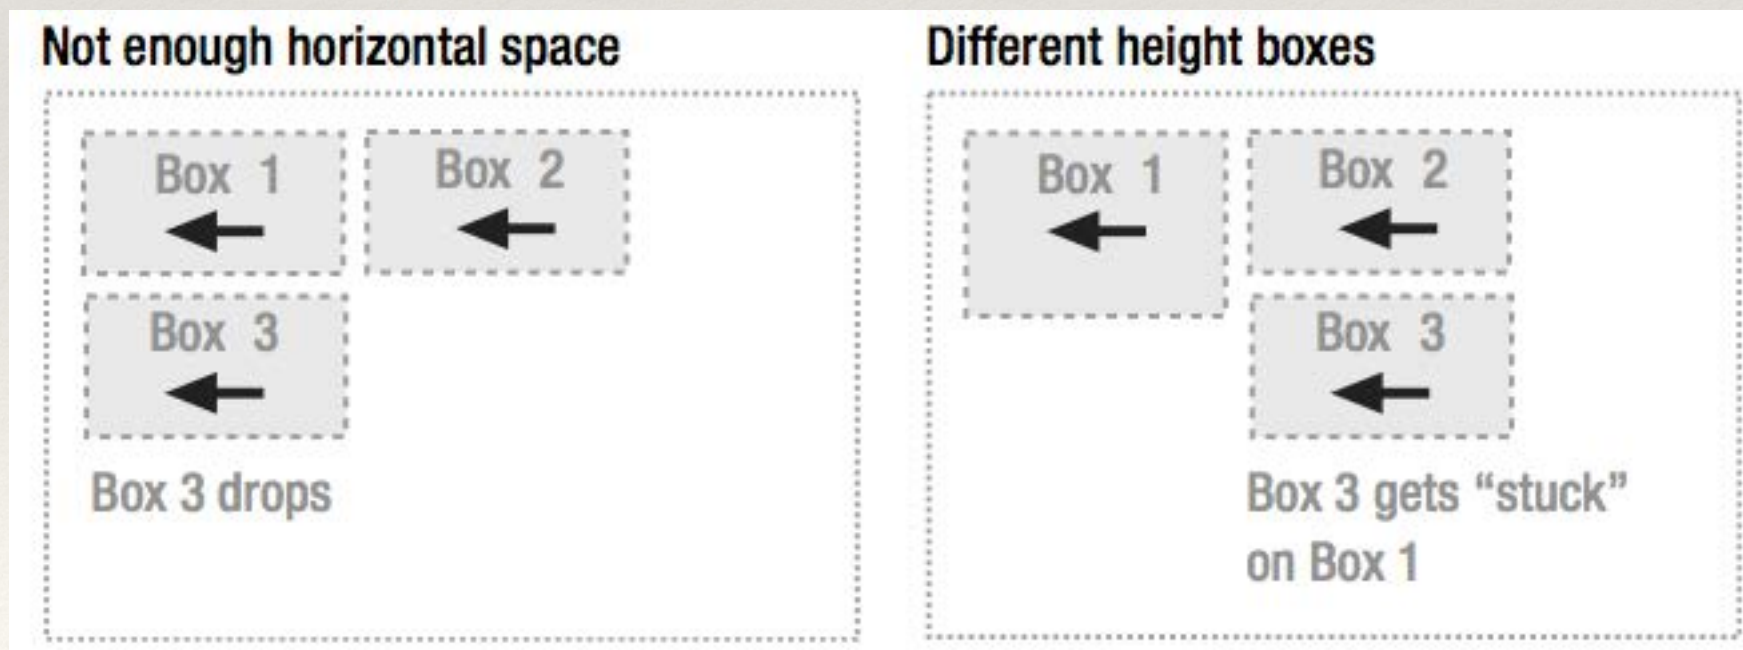 Not enough horizontal space
Box 1
Box 2
Box 3
Box 3 drops
Different height boxes
Box 1
Box 2
Box 3
Box 3 gets “stuck”
on Box 1